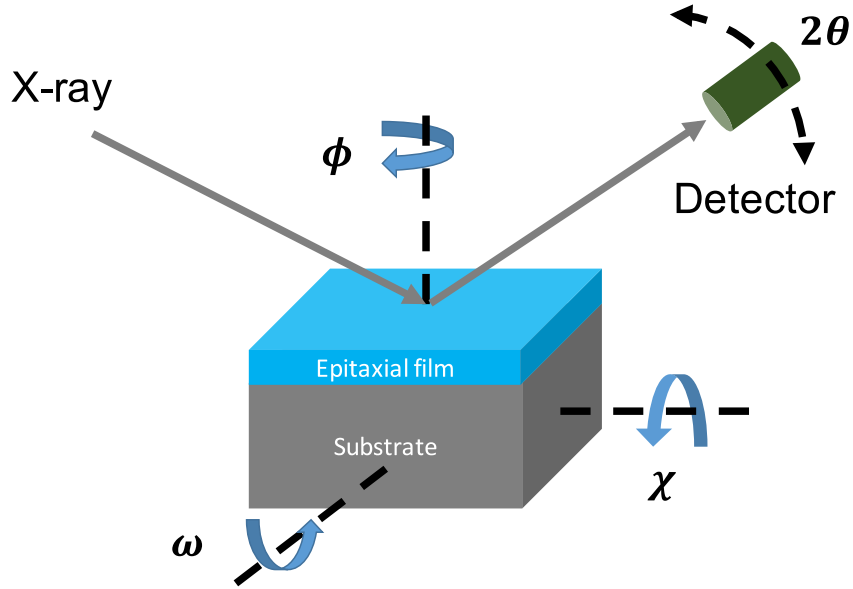 2θ
X-ray
ϕ
Detector
Epitaxial film
Substrate
χ
ω